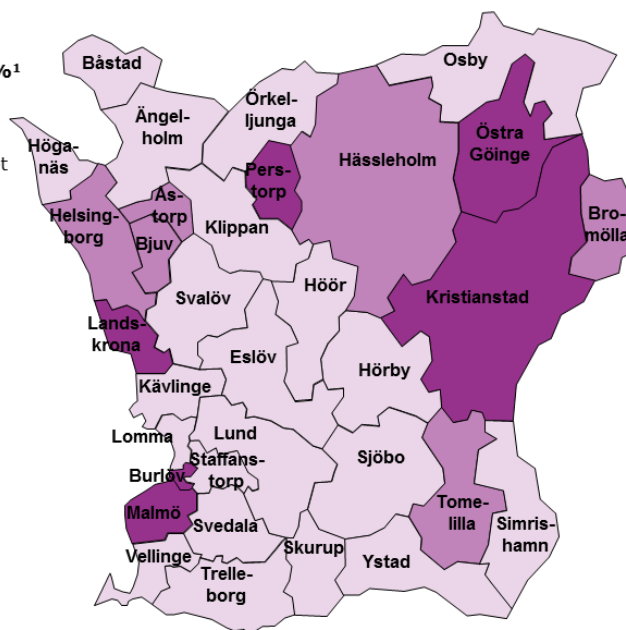 Båstad
Osby
%¹
Örkel-
ljunga
Ängel-
holm
Östra
Göinge
Höga-
näs
t
Hässleholm
Pers-
torp
Ås-
torp
Helsing-
borg
Bro-
mölla
Klippan
Bjuv
Höör
Svalöv
Kristianstad
Lands-
krona
Eslöv
Hörby
Kävlinge
Lomma
Lund
Staffans-
torp
Sjöbo
Burlöv
Malmö
Tome-
lilla
Svedala
Simris-
hamn
Skurup
Vellinge
Ystad
Trelle-
borg